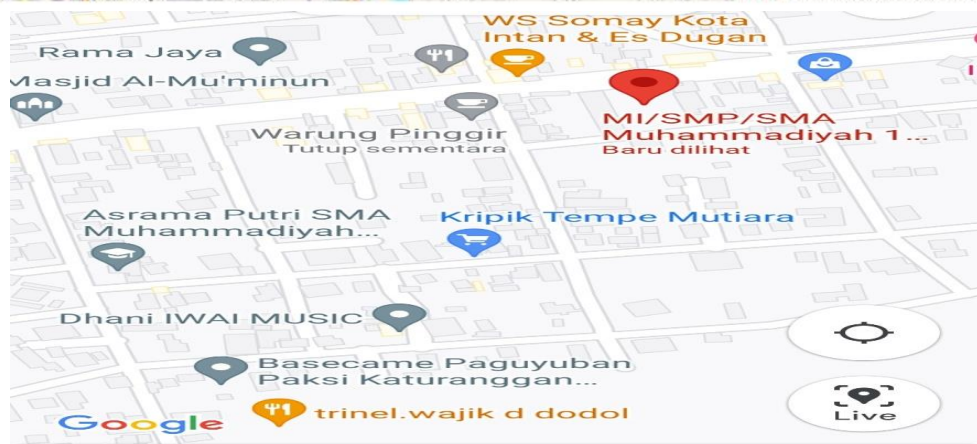 WS Somay Kota
Intan & Es Dugan
Rama Jaya
Masjid Al-Mu'minun
MI/SMP/SMA
Muhammadiyah 1...
Baru dilihat
Warung Pinggir
Tutup sementara
Asrama Putri SMA
Muhammadiyah...
Kripik Tempe Mutiara
Dhani IWAI MUSIC
Basecame Paguyuban
Paksi Katuranggan...
trinel.wajik d dodol
Google
Live